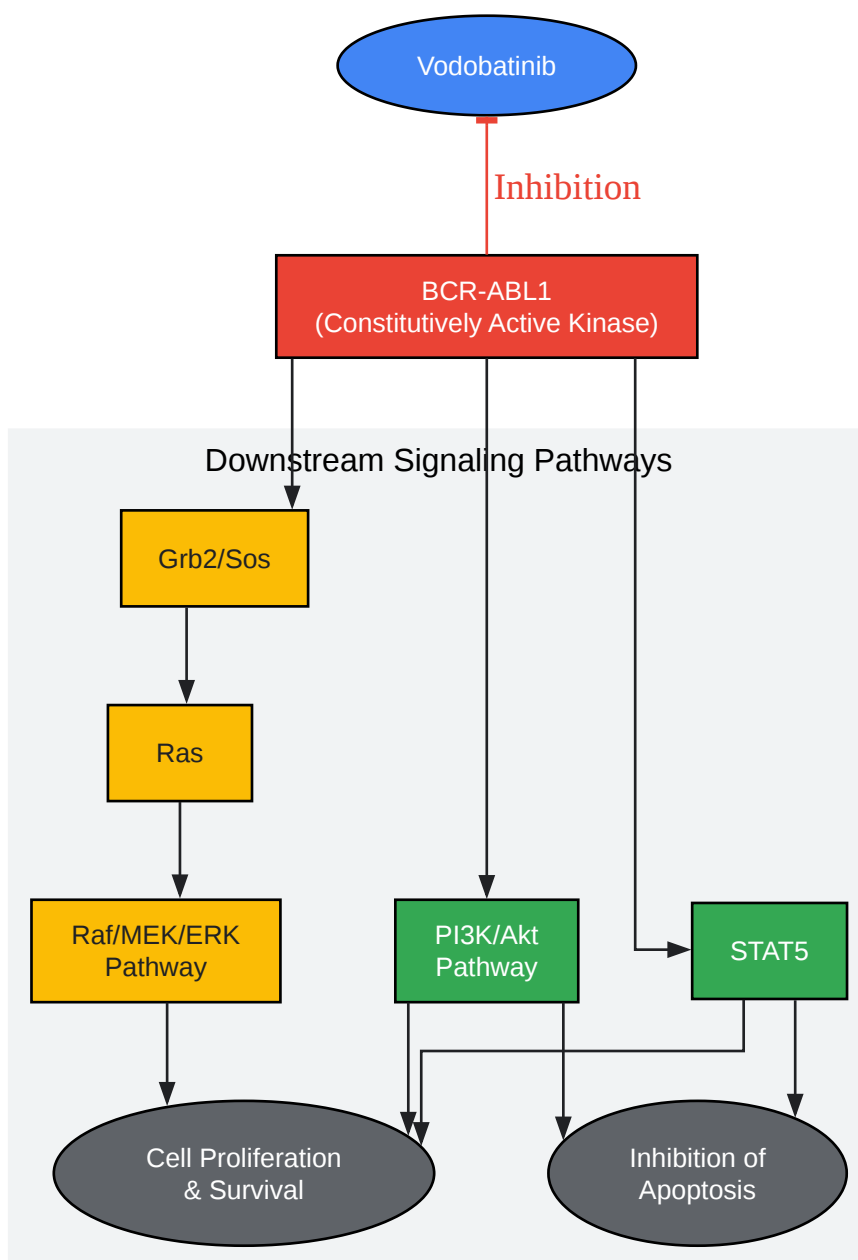 Vodobatinib
Inhibition
BCR-ABL1
(Constitutively Active Kinase)
Downstream Signaling Pathways
Grb2/Sos
Ras
Raf/MEK/ERK
Pathway
PI3K/Akt
Pathway
STAT5
Cell Proliferation
& Survival
Inhibition of
Apoptosis